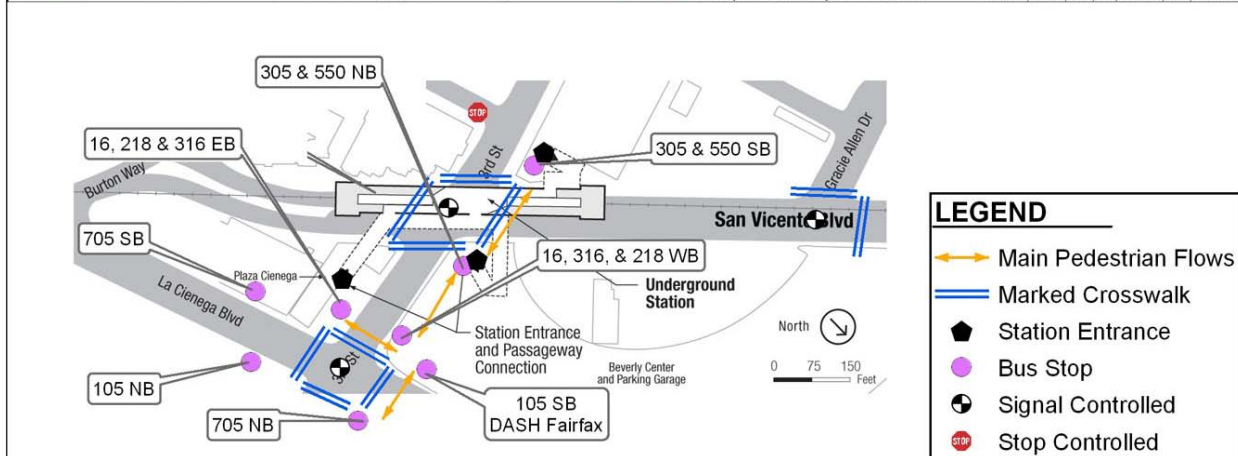 305 & 550 NB
STOP
3rd St
Gracie Allen Dr
16, 218 & 316 EB
305 & 550 SB
Burton Way
San Vicente Blvd
705 SB
Plaza Cienega
16, 316, & 218 WB
Underground
Station
La Cienega Blvd
Station Entrance
and Passageway
Connection
North
0 75 150
Feet
Beverly Center
and Parking Garage
3rd St
105 NB
705 NB
105 SB
DASH Fairfax
LEGEND
Main Pedestrian Flows
Marked Crosswalk
Station Entrance
Bus Stop
Signal Controlled
STOP
Stop Controlled